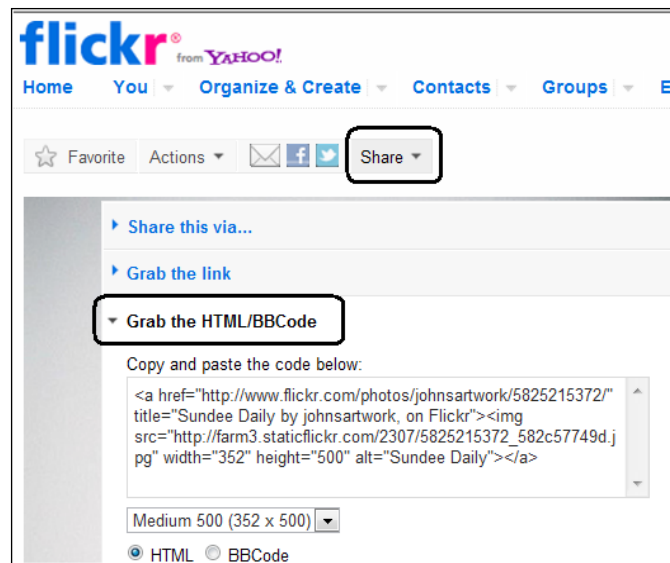 flickr® from YAHOO!
Home You Organize & Create Contacts Groups E
Favorite Actions f Share
Share this via...
Grab the link
Grab the HTML/BBCode
Copy and paste the code below:
<a href="http://www.flickr.com/photos/johnsartwork/5825215372/"
title="Sundee Daily by johnsartwork, on Flickr"><img
src="http://farm3.staticflickr.com/2307/5825215372_582c57749d.j
pg" width="352" height="500" alt="Sundee Daily"></a>
Medium 500 (352 x 500)
HTML BBCode